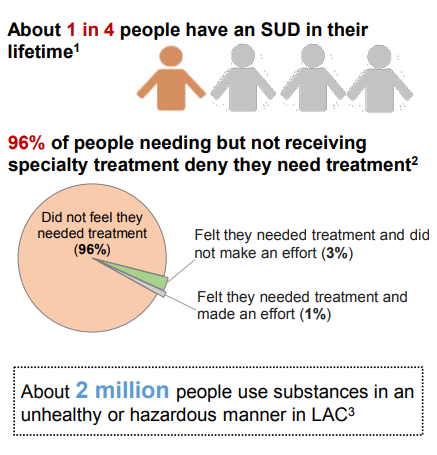 About 1 in 4 people have an SUD in their
lifetime¹
96% of people needing but not receiving
specialty treatment deny they need treatment²
Did not feel they
needed treatment
(96%)
Felt they needed treatment and did
not make an effort (3%)
Felt they needed treatment and
made an effort (1%)
About 2 million people use substances in an
unhealthy or hazardous manner in LAC³